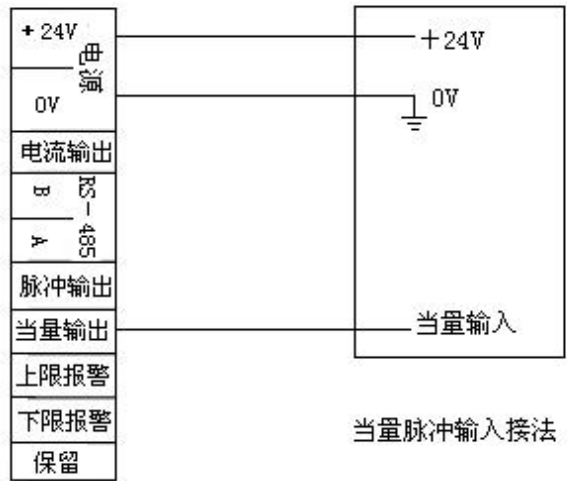 +24V
电源
0V
电流输出
B
A
RS-485
脉冲输出
当量输出
上限报警
下限报警
保留
+24V
0V
当量输入
当量脉冲输入接法